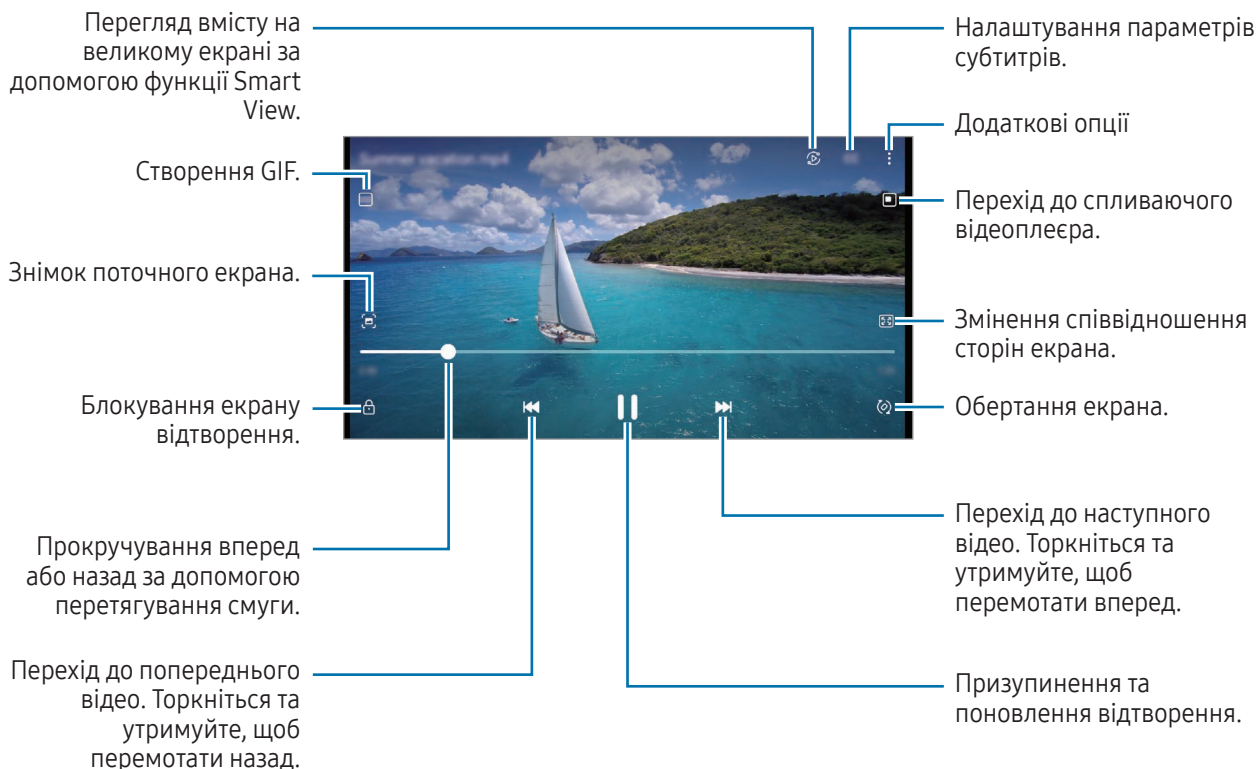 Перегляд вмісту на
великому екрані за
допомогою функції Smart
View.
Створення GIF.
Знімок поточного екрана.
Блокування екрану
відтворення.
Прокручування вперед
або назад за допомогою
перетягування смуги.
Перехід до попереднього
відео. Торкніться та
утримуйте, щоб
перемотати назад.
Налаштування параметрів
субтитрів.
Додаткові опції
Перехід до спливаючого
відеоплеєра.
Змінення співвідношення
сторін екрана.
Обертання екрана.
Перехід до наступного
відео. Торкніться та
утримуйте, щоб
перемотати вперед.
Призупинення та
поновлення відтворення.